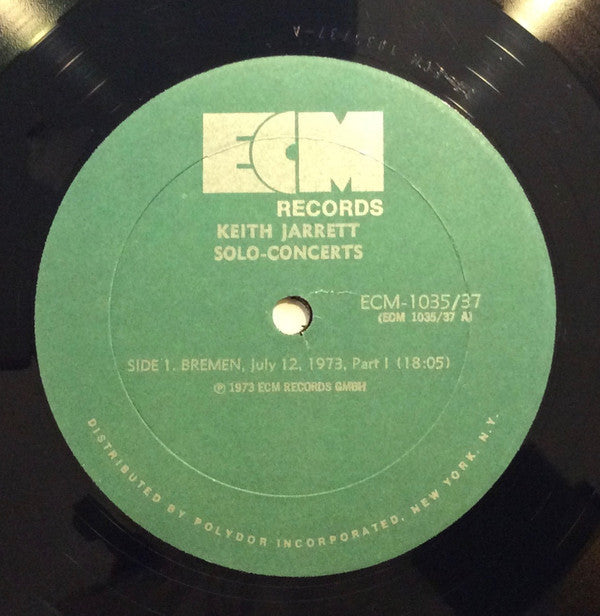 ECM
RECORDS
KEITH JARRETT
SOLO-CONCERTS
ECM-1035/37
(ECM 1035/37 A)
SIDE 1. BREMEN, July 12, 1973, Part I (18:05)
℗ 1973 ECM RECORDS GMBH
DISTRIBUTED BY POLYDOR INCORPORATED, NEW YORK, N.Y.